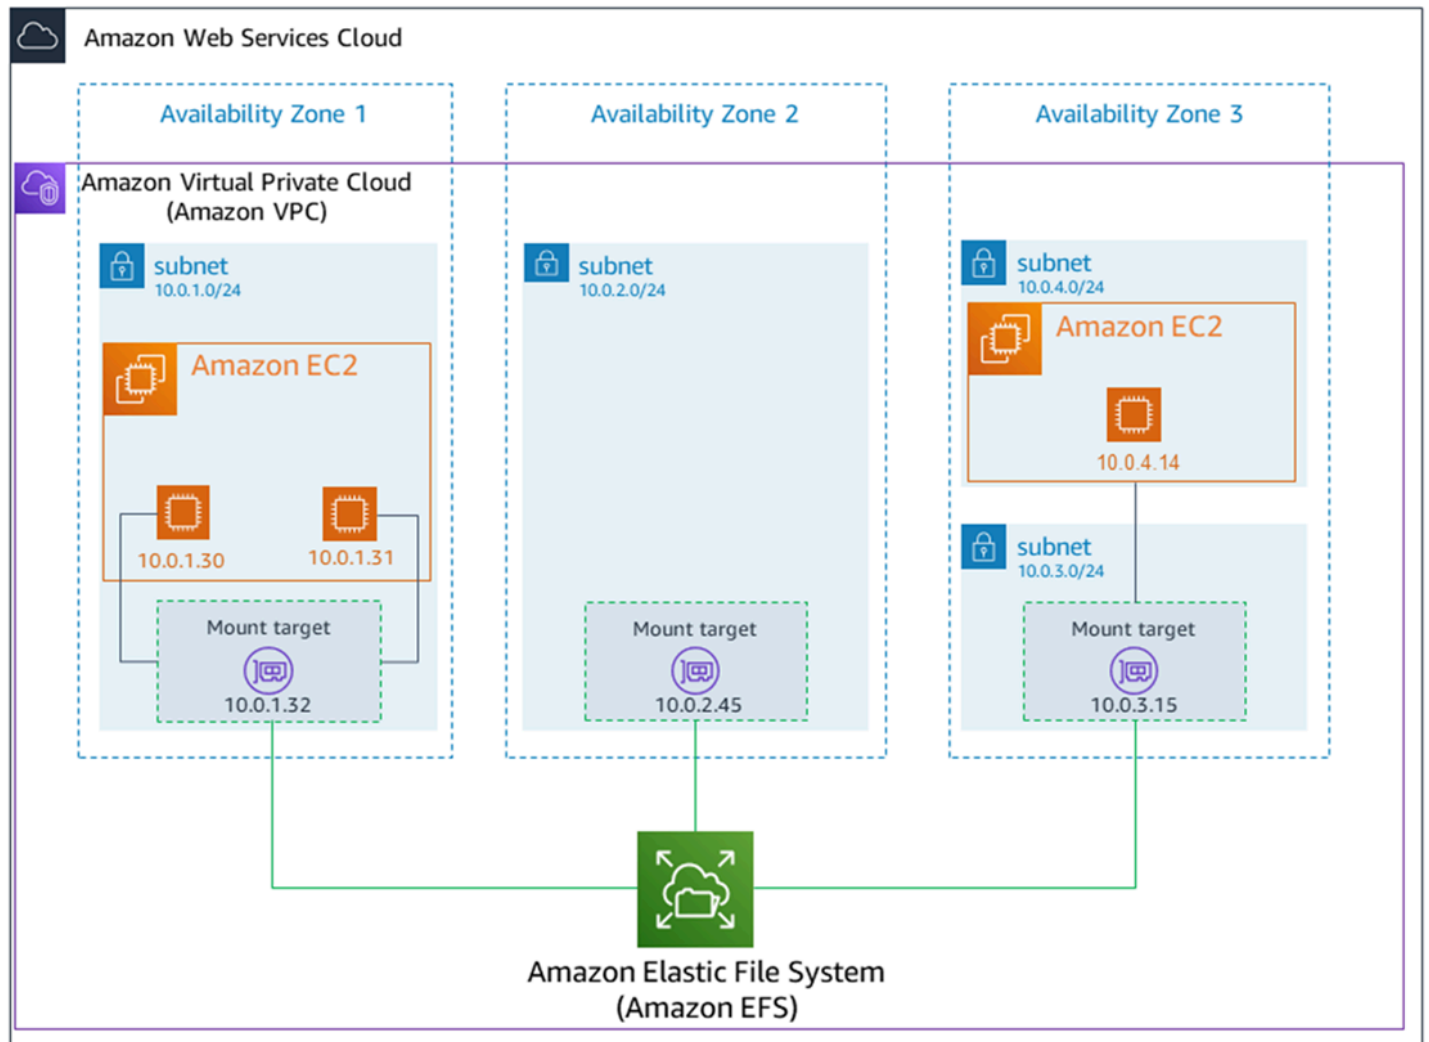 Amazon Web Services Cloud
Availability Zone 1
Availability Zone 2
Availability Zone 3
Amazon Virtual Private Cloud
(Amazon VPC)
subnet
10.0.1.0/24
Amazon EC2
10.0.1.30
10.0.1.31
Mount target
10.0.1.32
subnet
10.0.2.0/24
Mount target
10.0.2.45
subnet
10.0.4.0/24
Amazon EC2
10.0.4.14
subnet
10.0.3.0/24
Mount target
10.0.3.15
Amazon Elastic File System
(Amazon EFS)